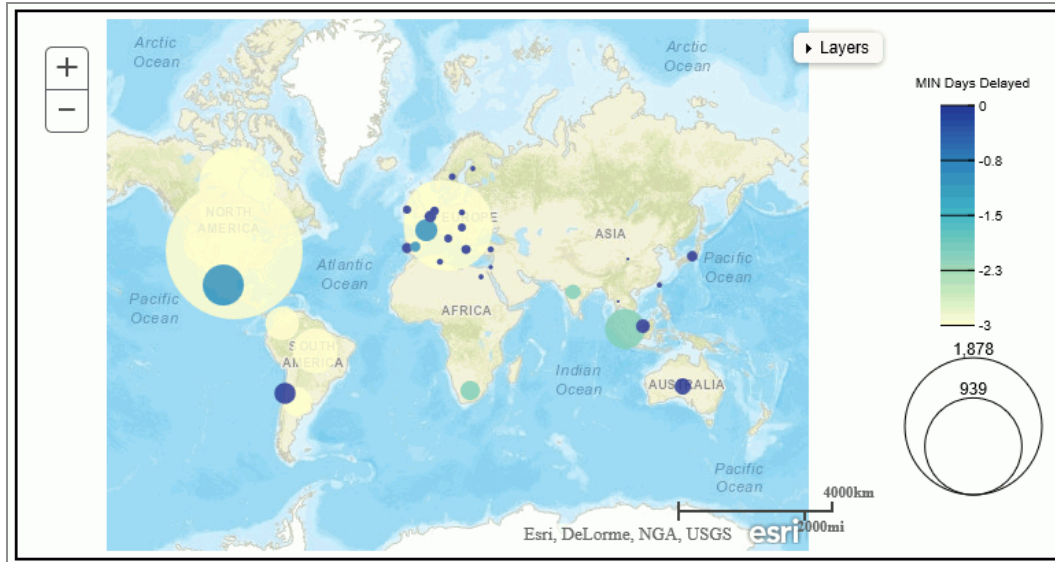 Arctic
Ocean
Arctic
Ocean
Layers
+
−
MIN Days Delayed
0
-0.8
-1.5
-2.3
-3
NORTH
AMERICA
EUROPE
ASIA
Atlantic
Ocean
Pacific
Ocean
Pacific
Ocean
AFRICA
SOUTH
AMERICA
Indian
Ocean
AUSTRALIA
1,878
939
Pacific
Ocean
4000km
2000mi
Esri, DeLorme, NGA, USGS
esri